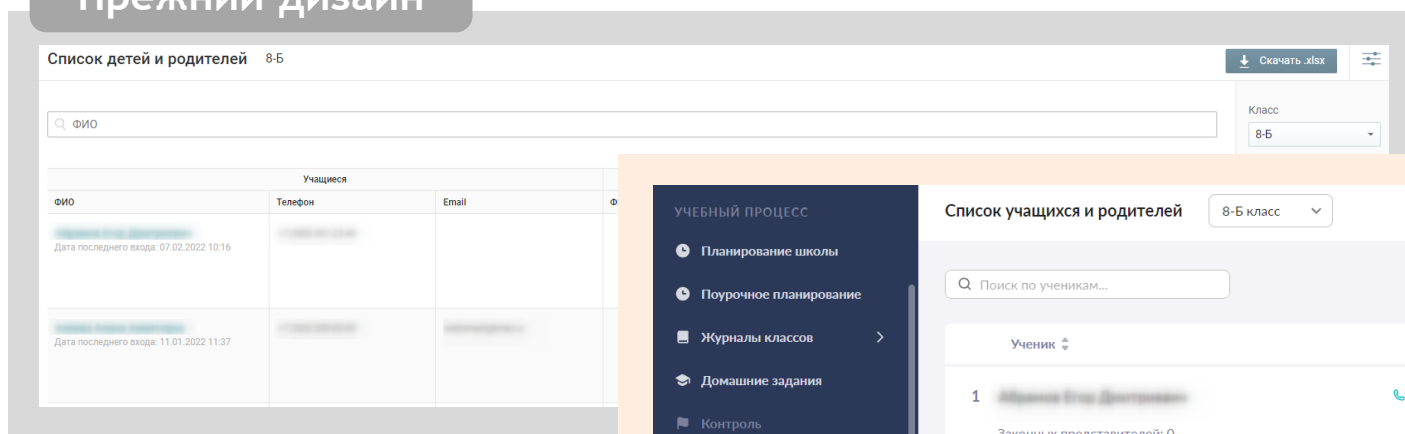 Прежний дизайн
Список детей и родителей 8-Б
Скачать .xlsx
Класс
8-Б
ФИО
Учащиеся
ФИО Телефон Email
Дата последнего входа: 07.02.2022 10:16
Дата последнего входа: 11.01.2022 11:37
УЧЕБНЫЙ ПРОЦЕСС
Планирование школы
Поурочное планирование
Журналы классов
Домашние задания
Контроль
Список учащихся и родителей 8-Б класс
Поиск по ученикам...
Ученик
1
Законных представителей: 0